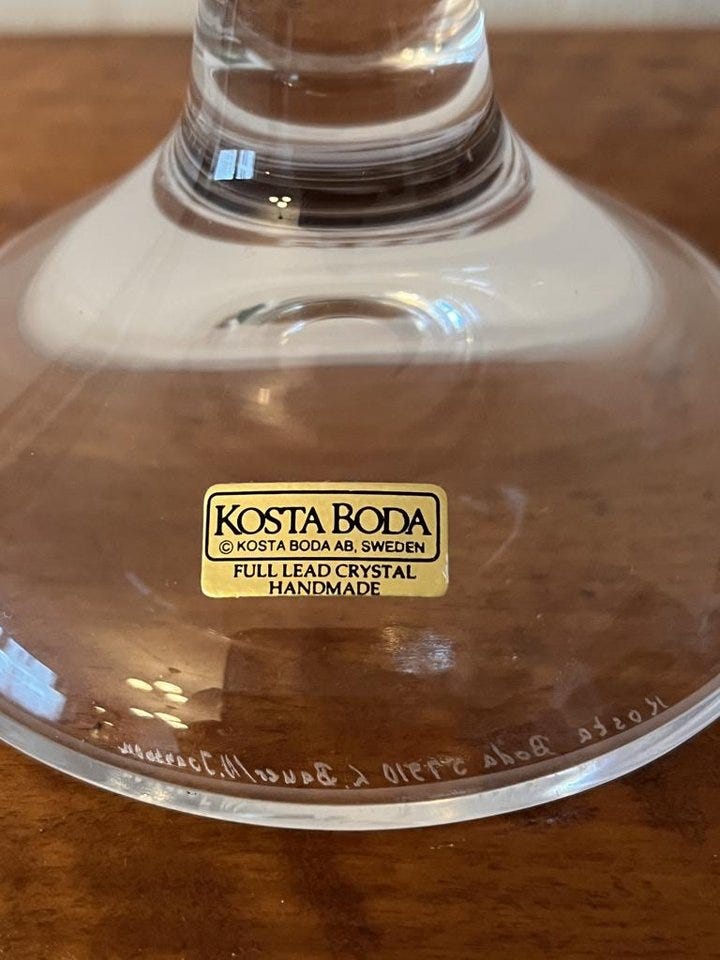 KOSTA BODA
© KOSTA BODA AB, SWEDEN
FULL LEAD CRYSTAL
HANDMADE
Kosta Boda